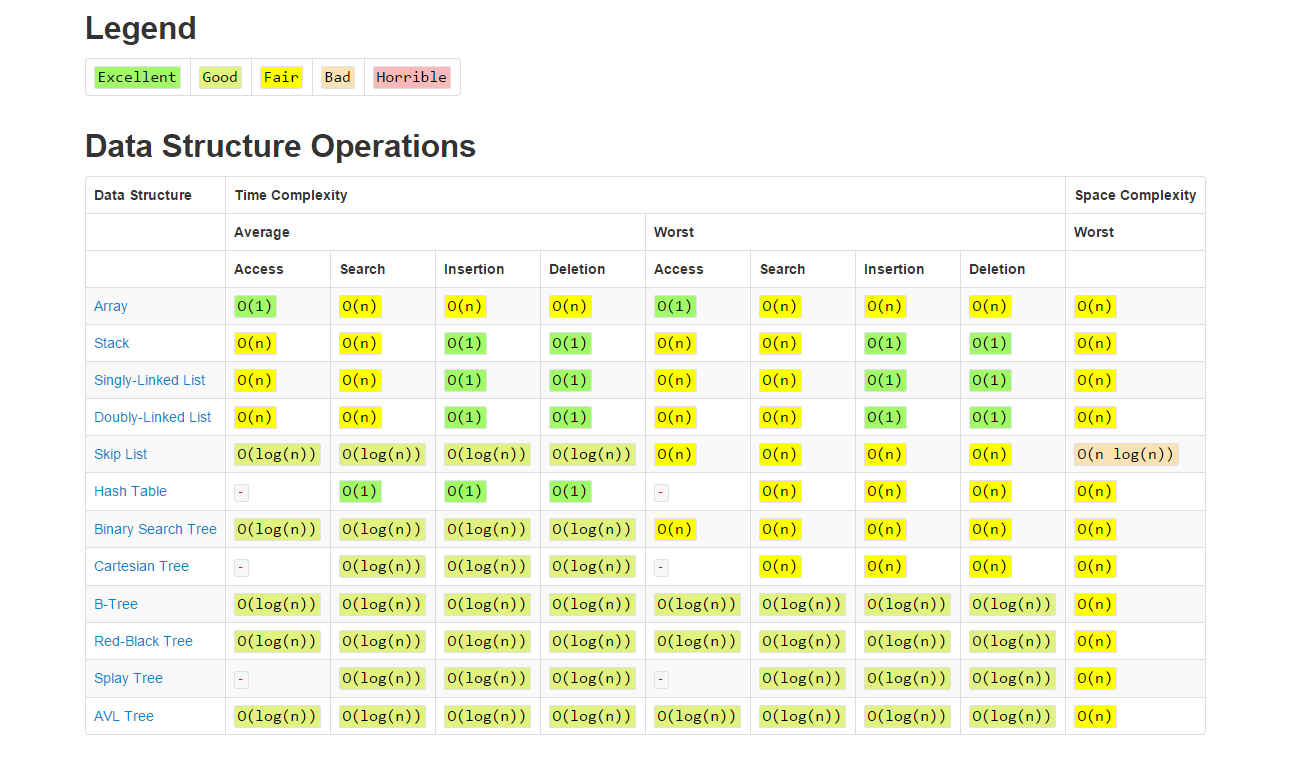 Legend
Excellent Good Fair Bad Horrible
Data Structure Operations
Data Structure Time Complexity Space Complexity
Average Worst Worst
Access Search Insertion Deletion Access Search Insertion Deletion
Array O(1) O(n) O(n) O(n) O(1) O(n) O(n) O(n) O(n)
Stack O(n) O(n) O(1) O(1) O(n) O(n) O(1) O(1) O(n)
Singly-Linked List O(n) O(n) O(1) O(1) O(n) O(n) O(1) O(1) O(n)
Doubly-Linked List O(n) O(n) O(1) O(1) O(n) O(n) O(1) O(1) O(n)
Skip List O(log(n)) O(log(n)) O(log(n)) O(log(n)) O(n) O(n) O(n) O(n) O(n log(n))
Hash Table - O(1) O(1) O(1) - O(n) O(n) O(n) O(n)
Binary Search Tree O(log(n)) O(log(n)) O(log(n)) O(log(n)) O(n) O(n) O(n) O(n) O(n)
Cartesian Tree - O(log(n)) O(log(n)) O(log(n)) - O(n) O(n) O(n) O(n)
B-Tree O(log(n)) O(log(n)) O(log(n)) O(log(n)) O(log(n)) O(log(n)) O(log(n)) O(log(n)) O(n)
Red-Black Tree O(log(n)) O(log(n)) O(log(n)) O(log(n)) O(log(n)) O(log(n)) O(log(n)) O(log(n)) O(n)
Splay Tree - O(log(n)) O(log(n)) O(log(n)) - O(log(n)) O(log(n)) O(log(n)) O(n)
AVL Tree O(log(n)) O(log(n)) O(log(n)) O(log(n)) O(log(n)) O(log(n)) O(log(n)) O(log(n)) O(n)